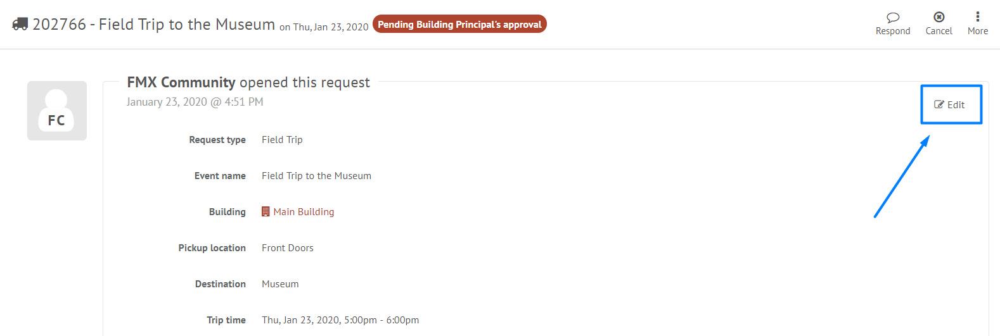 202766 - Field Trip to the Museum on Thu, Jan 23, 2020 Pending Building Principal's approval
Respond Cancel More
FMX Community opened this request
January 23, 2020 @ 4:51 PM
Edit
FC
Request type Field Trip
Event name Field Trip to the Museum
Building Main Building
Pickup location Front Doors
Destination Museum
Trip time Thu, Jan 23, 2020, 5:00pm - 6:00pm